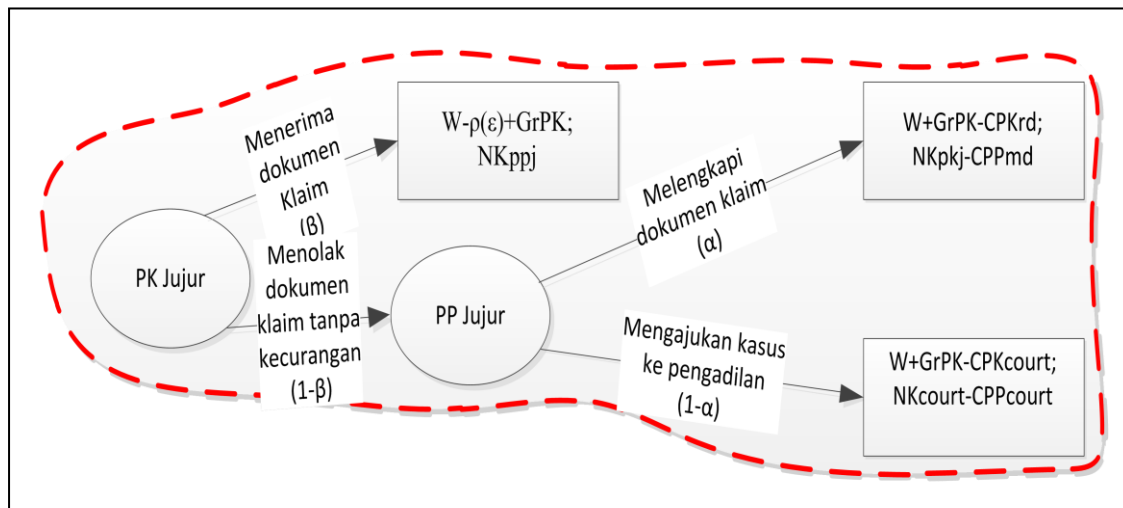 PK Jujur
Menerima
dokumen
Klaim
(β)
Menolak
dokumen
klaim tanpa
kecurangan
(1-β)
W-ρ(ε)+GrPK;
NKppj
PP Jujur
Melengkapi
dokumen klaim
(α)
Mengajukan kasus
ke pengadilan
(1-α)
W+GrPK-CPKrd;
NKpkj-CPPmd
W+GrPK-CPKcourt;
NKcourt-CPPcourt